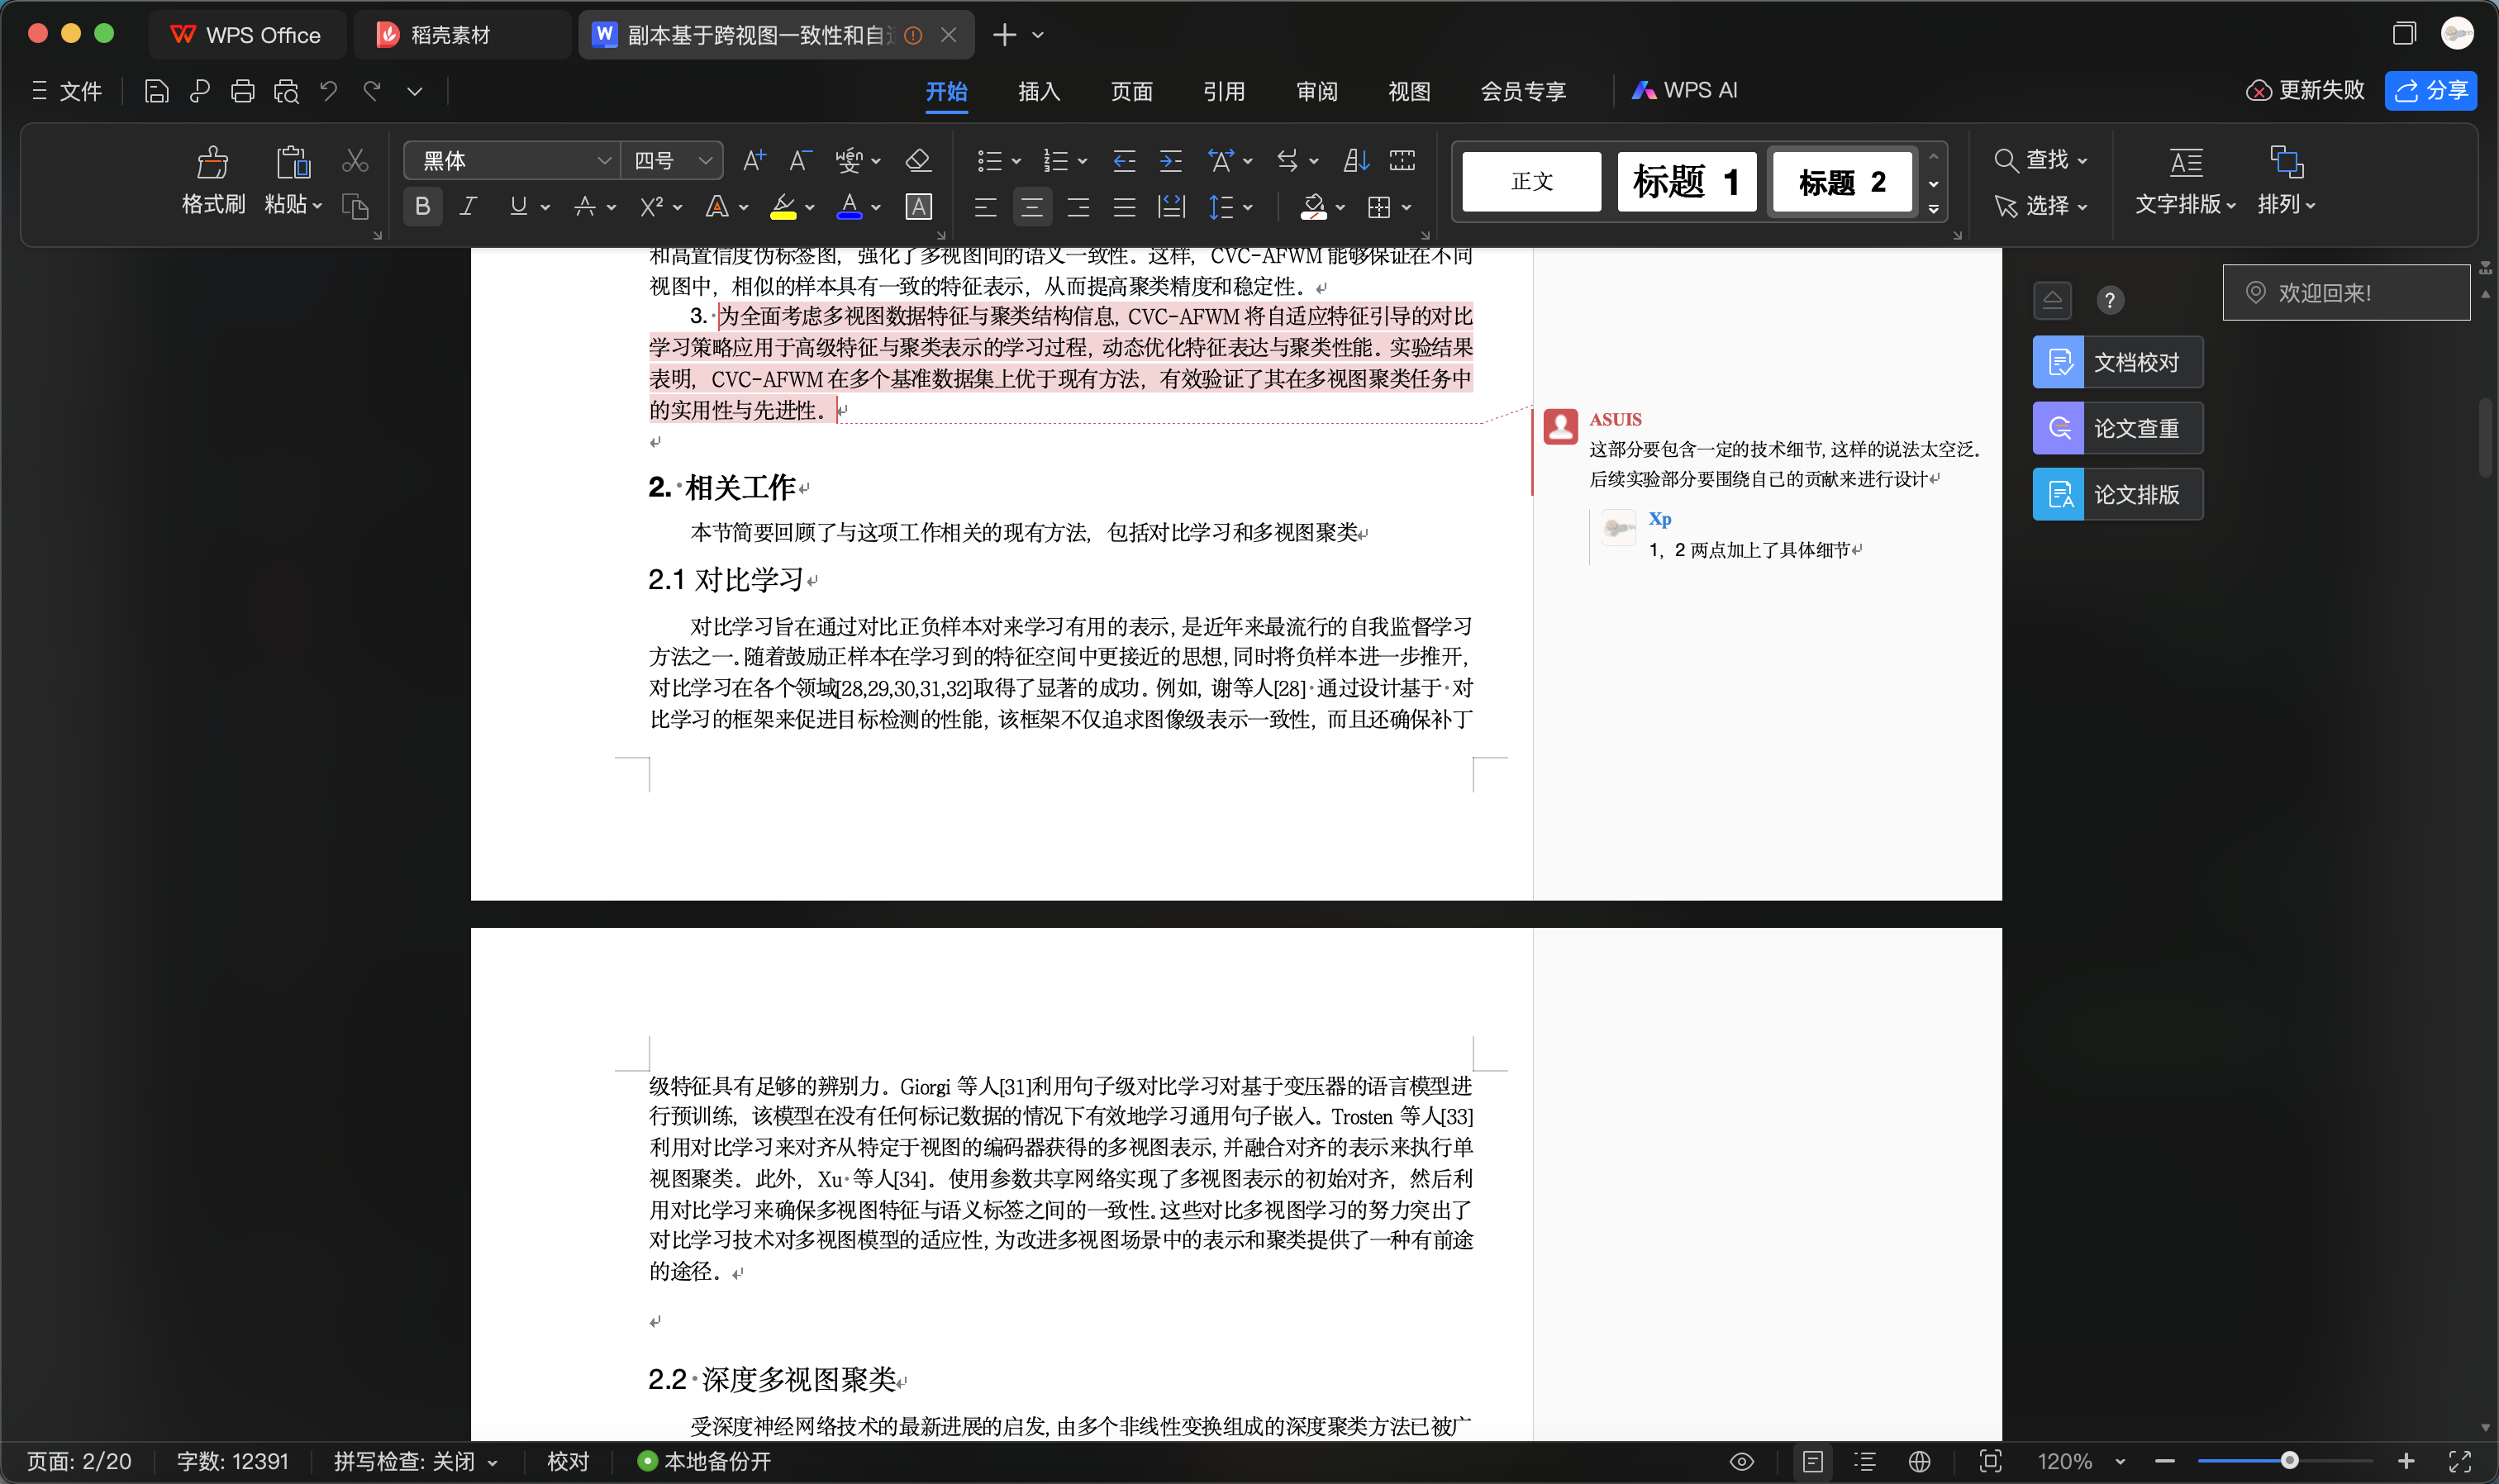 WPS Office
稻壳素材
副本基于跨视图一致性和自
文件
开始 插入 页面 引用 审阅 视图 会员专享 WPS AI
更新失败
分享
格式刷 粘贴
黑体 四号
正文
标题 1
标题 2
查找
选择
文字排版 排列
欢迎回来!
和高置信度伪标签图，强化了多视图间的语义一致性。这样，CVC-AFWM 能够保证在不同
视图中，相似的样本具有一致的特征表示，从而提高聚类精度和稳定性。
3. 为全面考虑多视图数据特征与聚类结构信息, CVC-AFWM 将自适应特征引导的对比
学习策略应用于高级特征与聚类表示的学习过程，动态优化特征表达与聚类性能。实验结果
表明，CVC-AFWM 在多个基准数据集上优于现有方法，有效验证了其在多视图聚类任务中
的实用性与先进性。
2. 相关工作
本节简要回顾了与这项工作相关的现有方法，包括对比学习和多视图聚类
2.1 对比学习
对比学习旨在通过对比正负样本对来学习有用的表示，是近年来最流行的自我监督学习
方法之一。随着鼓励正样本在学习到的特征空间中更接近的思想，同时将负样本进一步推开，
对比学习在各个领域[28,29,30,31,32]取得了显著的成功。例如，谢等人[28] 通过设计基于 对
比学习的框架来促进目标检测的性能，该框架不仅追求图像级表示一致性，而且还确保补丁
ASUIS
这部分要包含一定的技术细节，这样的说法太空泛。
后续实验部分要围绕自己的贡献来进行设计
Xp
1，2 两点加上了具体细节
文档校对
论文查重
论文排版
级特征具有足够的辨别力。Giorgi 等人[31]利用句子级对比学习对基于变压器的语言模型进
行预训练，该模型在没有任何标记数据的情况下有效地学习通用句子嵌入。Trosten 等人[33]
利用对比学习来对齐从特定于视图的编码器获得的多视图表示，并融合对齐的表示来执行单
视图聚类。此外，Xu 等人[34]。使用参数共享网络实现了多视图表示的初始对齐，然后利
用对比学习来确保多视图特征与语义标签之间的一致性。这些对比多视图学习的努力突出了
对比学习技术对多视图模型的适应性，为改进多视图场景中的表示和聚类提供了一种有前途
的途径。
2.2 深度多视图聚类
受深度神经网络技术的最新进展的启发，由多个非线性变换组成的深度聚类方法已被广
页面: 2/20 字数: 12391 拼写检查: 关闭 校对 本地备份开
120%